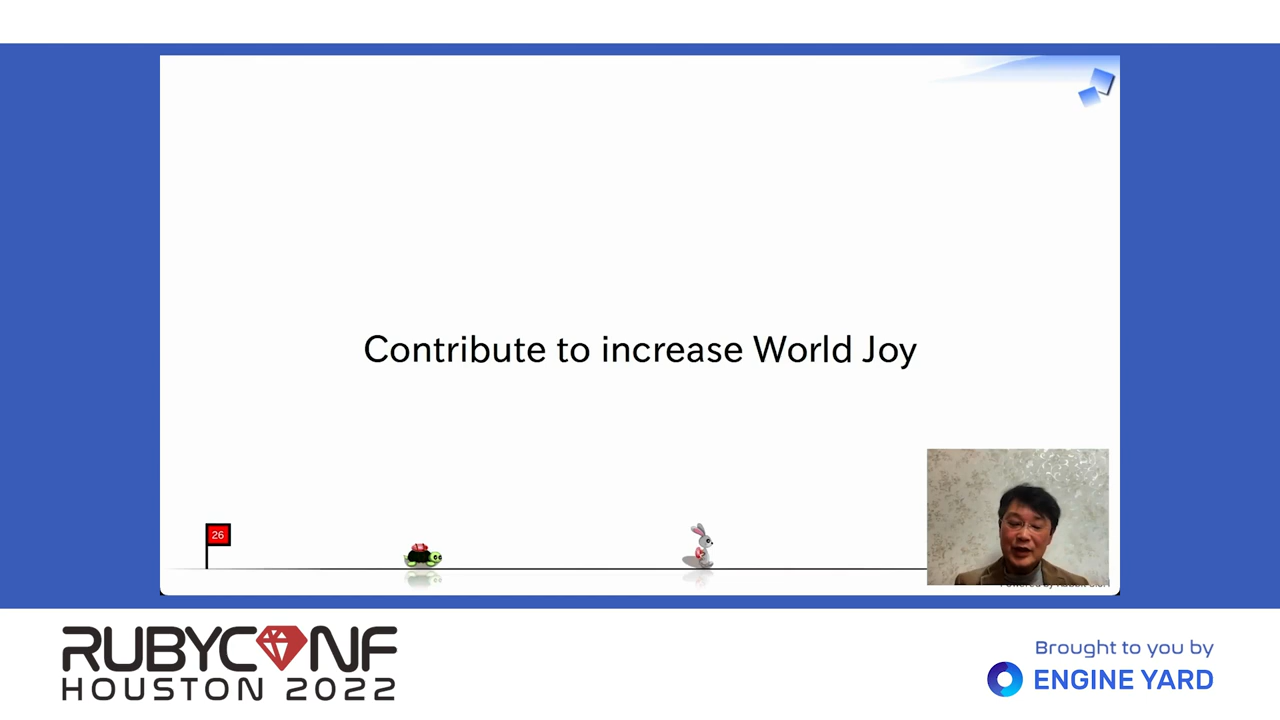 Contribute to increase World Joy
26
RUBYCONF
HOUSTON 2022
Brought to you by
ENGINE YARD